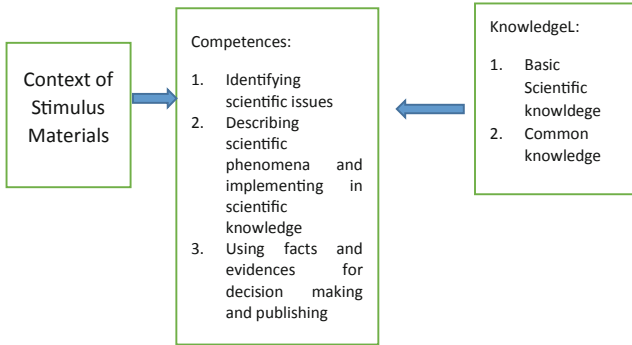 Context of
Stimulus
Materials
Competences:
1. Identifying
scientific issues
2. Describing
scientific
phenomena and
implementing in
scientific
knowledge
3. Using facts and
evidences for
decision making
and publishing
KnowledgeL:
1. Basic
Scientific
knowldege
2. Common
knowledge